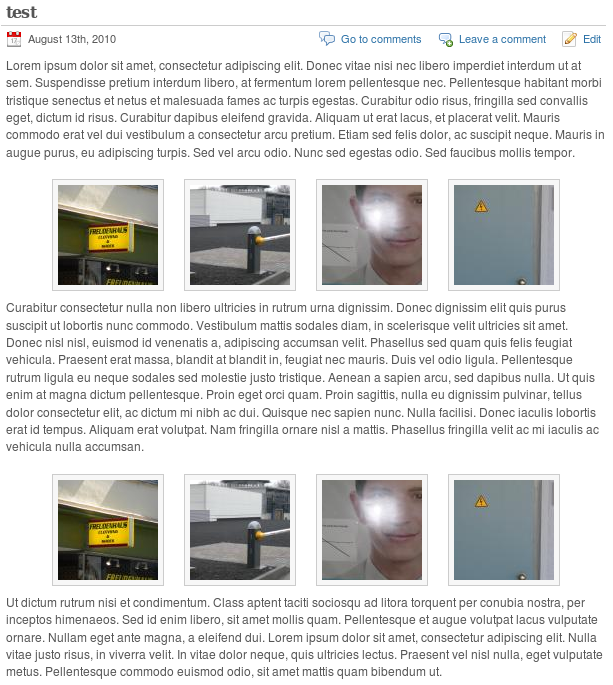 test
August 13th, 2010 Go to comments Leave a comment Edit
Lorem ipsum dolor sit amet, consectetur adipiscing elit. Donec vitae nisi nec libero imperdiet interdum ut at
sem. Suspendisse pretium interdum libero, at fermentum lorem pellentesque nec. Pellentesque habitant morbi
tristique senectus et netus et malesuada fames ac turpis egestas. Curabitur odio risus, fringilla sed convallis
eget, dictum id risus. Curabitur dapibus eleifend gravida. Aliquam ut erat lacus, et placerat velit. Mauris
commodo erat vel dui vestibulum a consectetur arcu pretium. Etiam sed felis dolor, ac suscipit neque. Mauris in
augue purus, eu adipiscing turpis. Sed vel arcu odio. Nunc sed egestas odio. Sed faucibus mollis tempor.
FREUDENHAUS
CLOTHING
&
SHOES
FREUDENHAUS
Curabitur consectetur nulla non libero ultricies in rutrum urna dignissim. Donec dignissim elit quis purus
suscipit ut lobortis nunc commodo. Vestibulum mattis sodales diam, in scelerisque velit ultricies sit amet.
Donec nisl nisl, euismod id venenatis a, adipiscing accumsan velit. Phasellus sed quam quis felis feugiat
vehicula. Praesent erat massa, blandit at blandit in, feugiat nec mauris. Duis vel odio ligula. Pellentesque
rutrum ligula eu neque sodales sed molestie justo tristique. Aenean a sapien arcu, sed dapibus nulla. Ut quis
enim at magna dictum pellentesque. Proin eget orci quam. Proin sagittis, nulla eu dignissim pulvinar, tellus
dolor consectetur elit, ac dictum mi nibh ac dui. Quisque nec sapien nunc. Nulla facilisi. Donec iaculis lobortis
erat id tempus. Aliquam erat volutpat. Nam fringilla ornare nisl a mattis. Phasellus fringilla velit ac mi iaculis ac
vehicula nulla accumsan.
FREUDENHAUS
CLOTHING
&
SHOES
FREUDENHAUS
Ut dictum rutrum nisi et condimentum. Class aptent taciti sociosqu ad litora torquent per conubia nostra, per
inceptos himenaeos. Sed id enim libero, sit amet mollis quam. Pellentesque et augue volutpat lacus vulputate
ornare. Nullam eget ante magna, a eleifend dui. Lorem ipsum dolor sit amet, consectetur adipiscing elit. Nulla
vitae justo risus, in viverra velit. In vitae dolor neque, quis ultricies lectus. Praesent vel nisl nulla, eget vulputate
metus. Pellentesque commodo euismod odio, sit amet mattis quam bibendum ut.